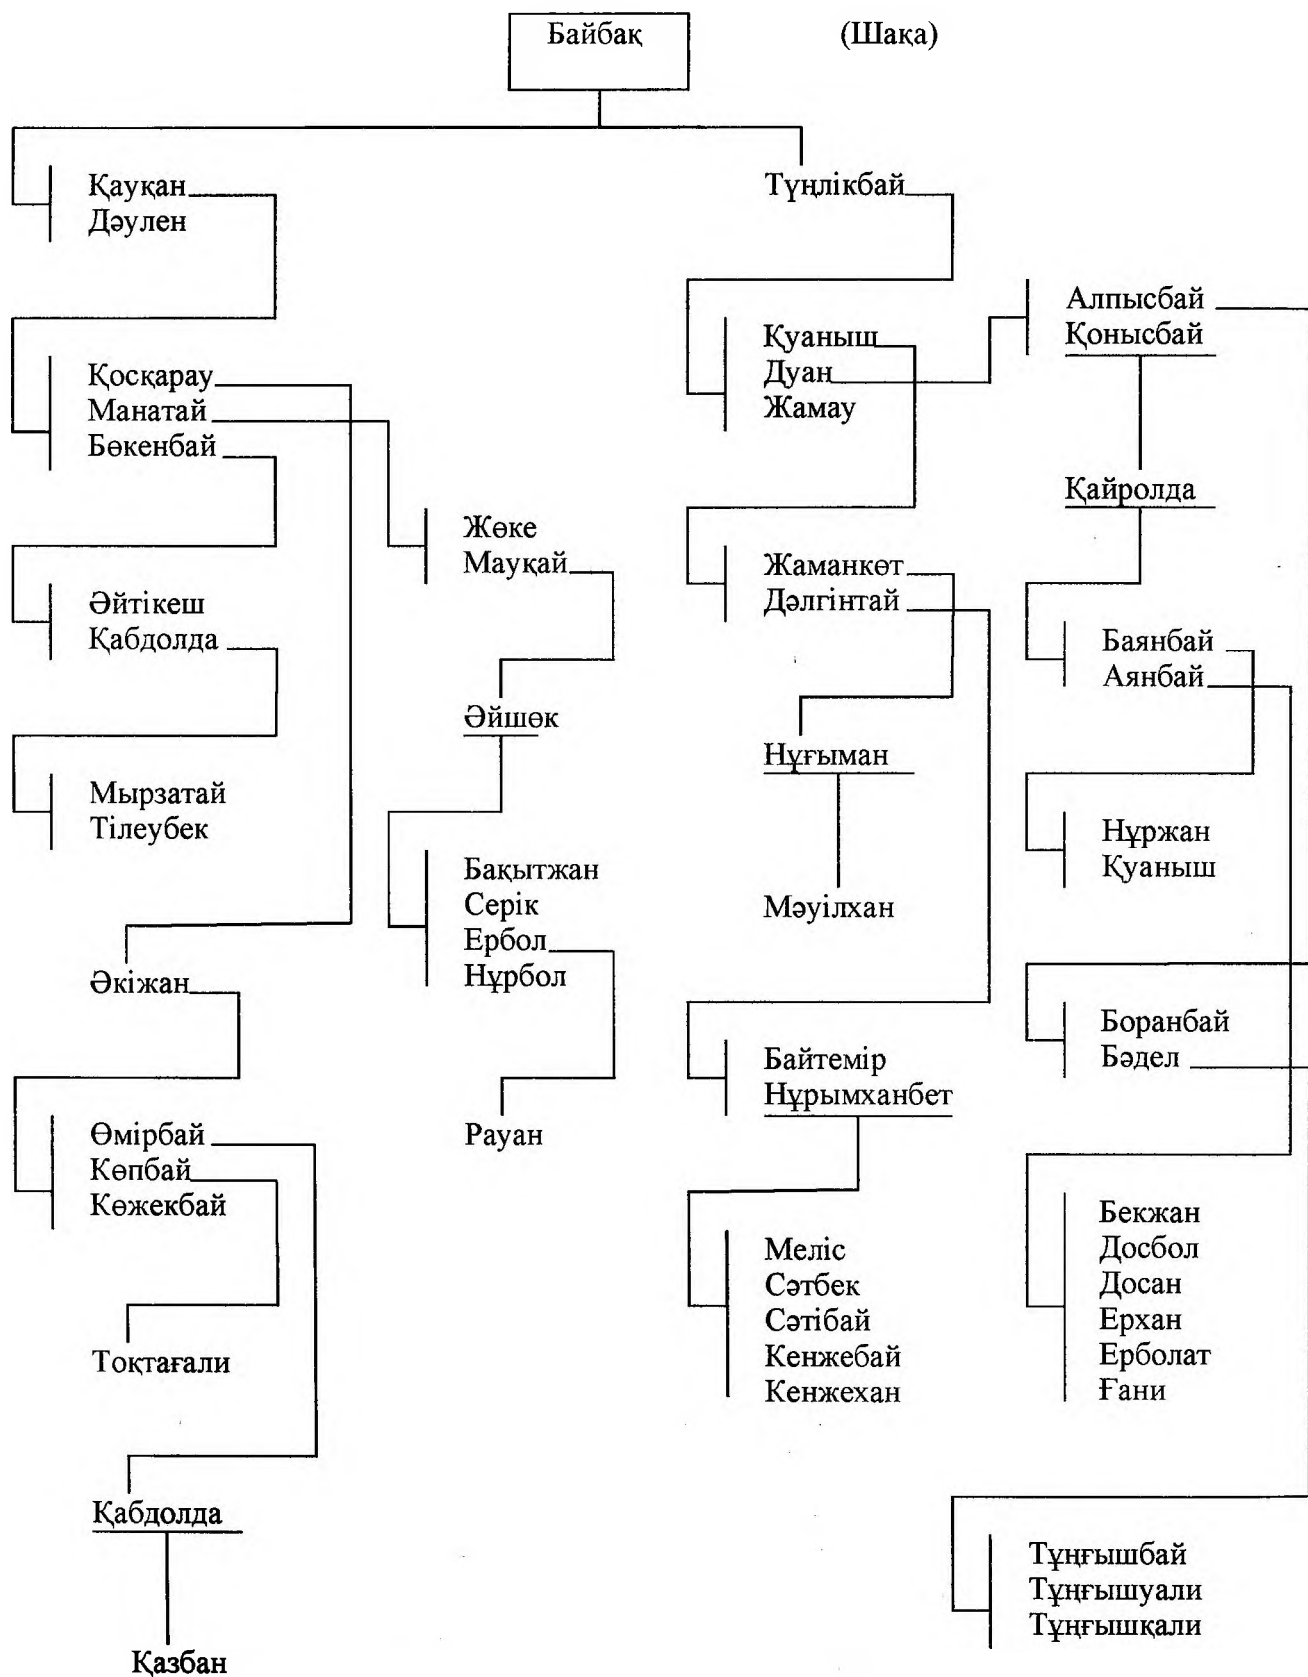 Байбақ (Шақа)
Қауқан
Дәулен
Түңлікбай
Алпысбай
Қонысбай
Қуаныш
Дуан
Жамау
Қосқарау
Манатай
Бөкенбай
Қайролда
Жөке
Мауқай
Жаманкөт
Дәлгінтай
Әйтікеш
Қабдолда
Баянбай
Аянбай
Әйшөк
Нұғыман
Мырзатай
Тілеубек
Нұржан
Қуаныш
Бақытжан
Серік
Ербол
Нұрбол
Мәуілхан
Әкіжан
Боранбай
Бәдел
Байтемір
Нұрымханбет
Өмірбай
Көпбай
Көжекбай
Рауан
Бекжан
Досбол
Досан
Ерхан
Ерболат
Ғани
Меліс
Сәтбек
Сәтібай
Кенжебай
Кенжехан
Тоқтағали
Қабдолда
Тұңғышбай
Тұңғышуали
Тұңғышқали
Қазбан